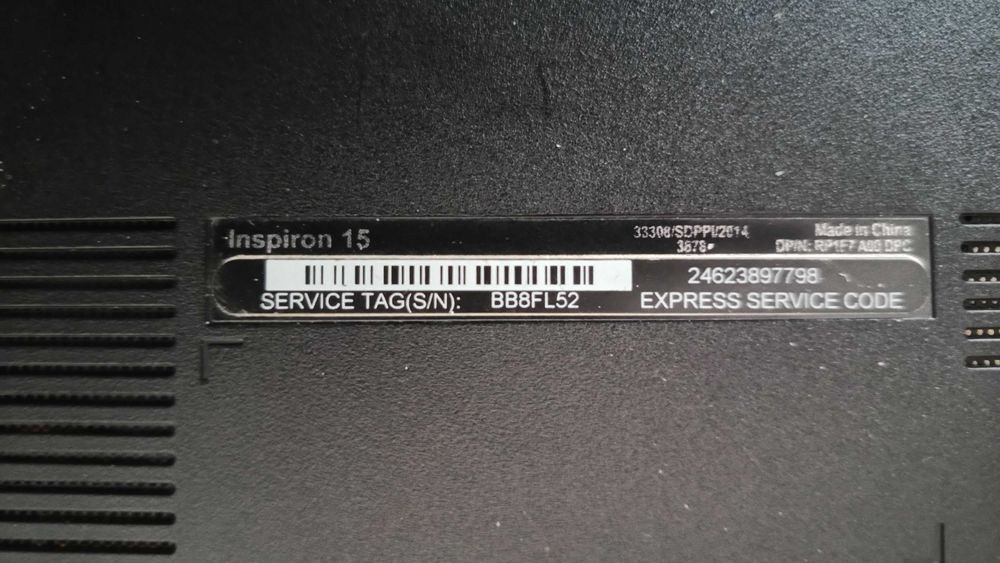 Inspiron 15
33308/SDPPI/2014
3878
Made in China
DP/N: RP1F7 A00 DPC
24623897798
SERVICE TAG(S/N): BB8FL52 EXPRESS SERVICE CODE